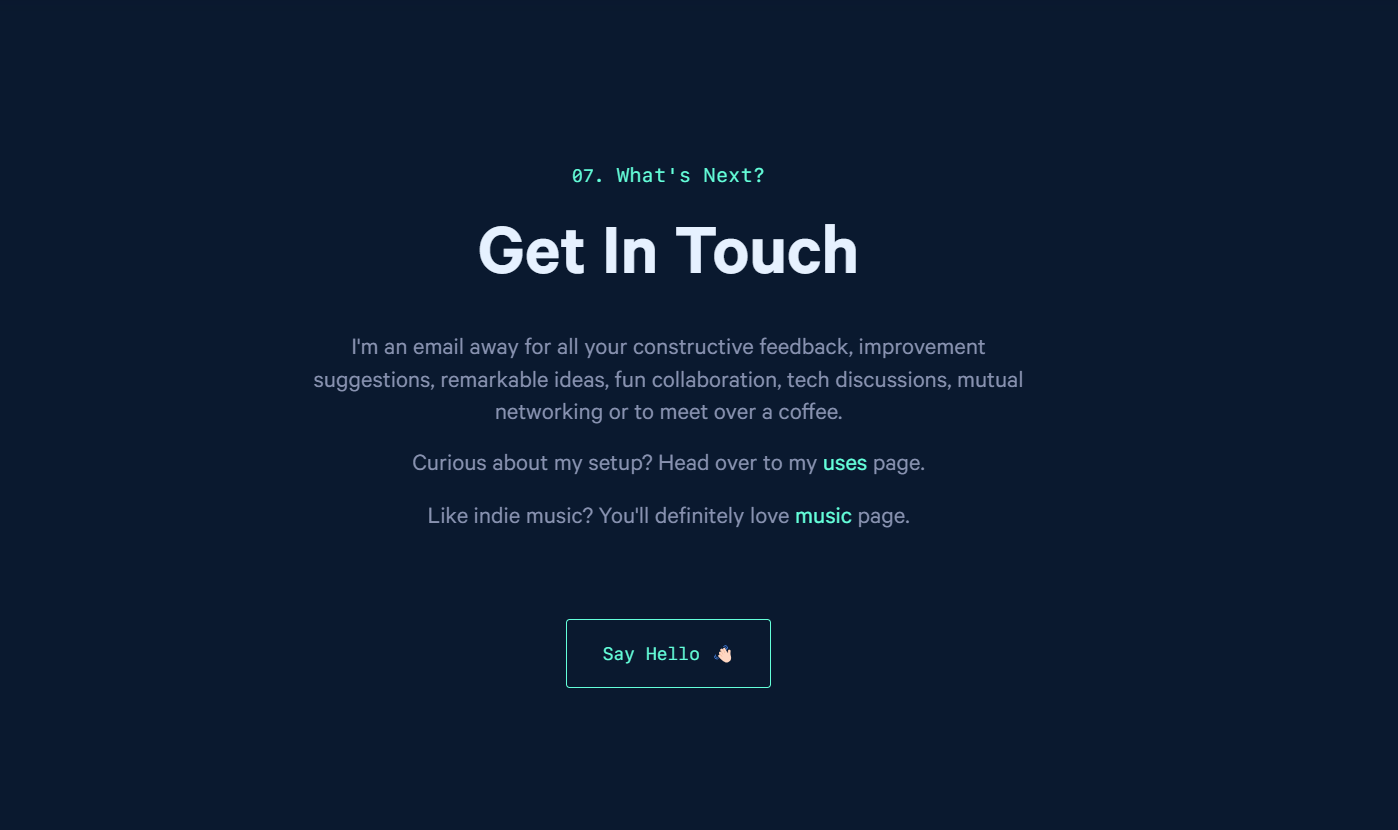 07. What's Next?
Get In Touch
I'm an email away for all your constructive feedback, improvement
suggestions, remarkable ideas, fun collaboration, tech discussions, mutual
networking or to meet over a coffee.
Curious about my setup? Head over to my uses page.
Like indie music? You'll definitely love music page.
Say Hello 👋🏻